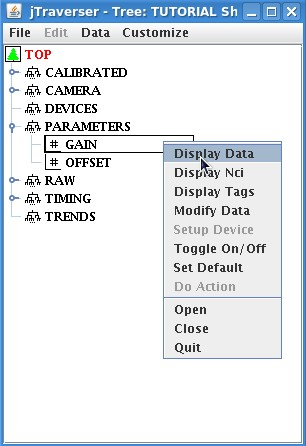 jTraverser - Tree: TUTORIAL Sh
File Edit Data Customize
TOP
CALIBRATED
CAMERA
DEVICES
PARAMETERS
# GAIN
# OFFSET
RAW
TIMING
TRENDS
Display Data
Display Nci
Display Tags
Modify Data
Setup Device
Toggle On/Off
Set Default
Do Action
Open
Close
Quit